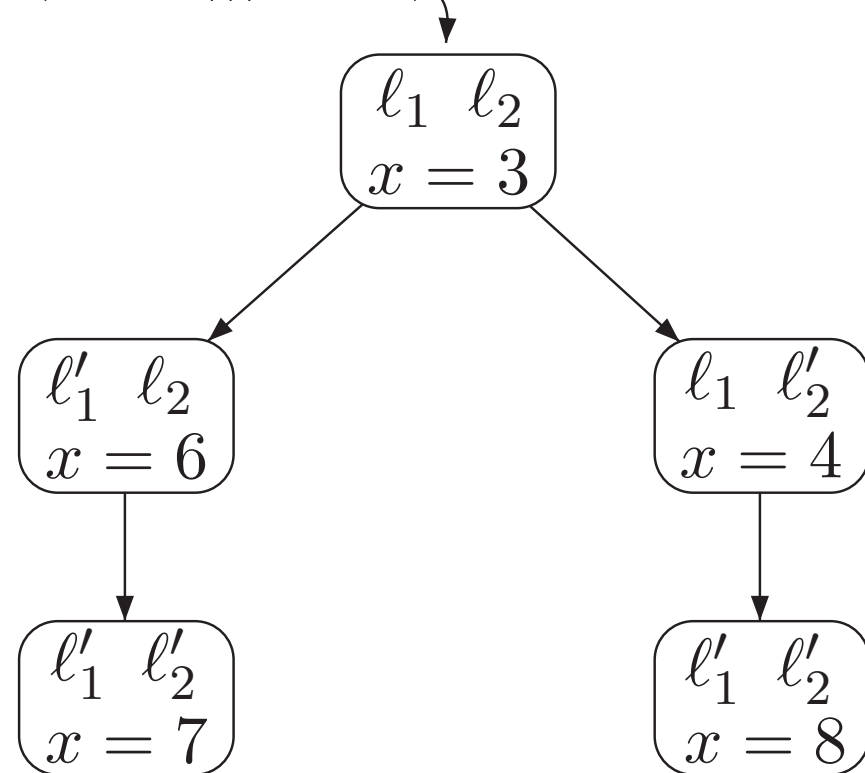 ℓ₁ ℓ₂
x = 3
ℓ′₁ ℓ₂
x = 6
ℓ₁ ℓ′₂
x = 4
ℓ′₁ ℓ′₂
x = 7
ℓ′₁ ℓ′₂
x = 8